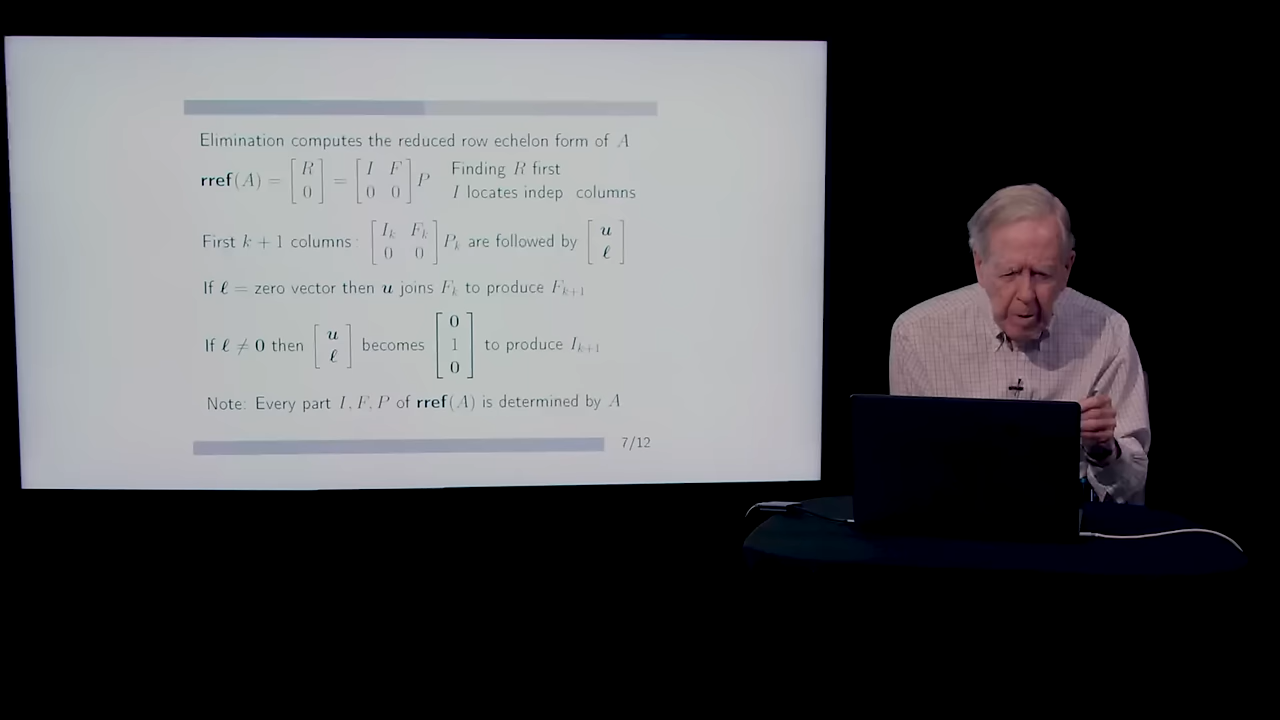 Elimination computes the reduced row echelon form of A
rref(A) = [R 0] = [I F 0 0] P Finding R first
I locates indep columns
First k + 1 columns: [I_k F_k 0 0] P_k are followed by [u ℓ]
If ℓ = zero vector then u joins F_k to produce F_{k+1}
If ℓ ≠ 0 then [u ℓ] becomes [0 1 0] to produce I_{k+1}
Note: Every part I, F, P of rref(A) is determined by A
7/12